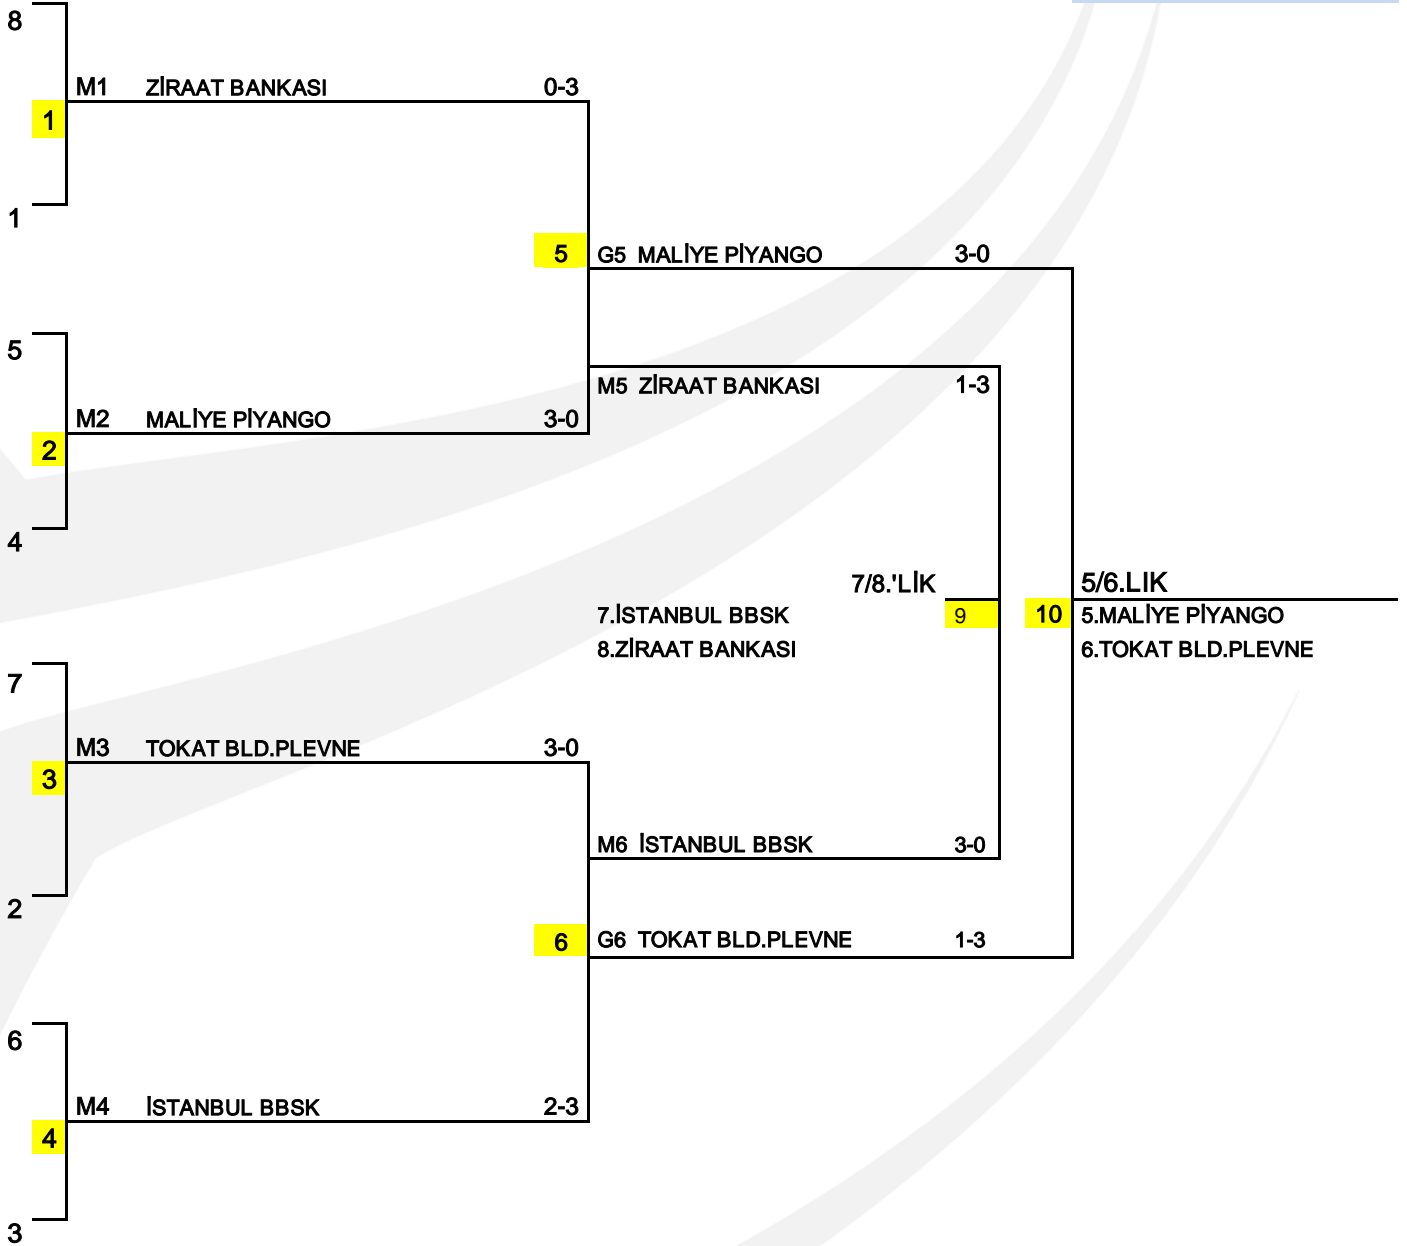 8
M1 ZİRAAT BANKASI 0-3
1
1
5 G5 MALİYE PİYANGO 3-0
5
M5 ZİRAAT BANKASI 1-3
M2 MALİYE PİYANGO 3-0
2
4
7/8.'LİK 5/6.LIK
7.İSTANBUL BBSK 9 10 5.MALİYE PİYANGO
8.ZİRAAT BANKASI 6.TOKAT BLD.PLEVNE
7
M3 TOKAT BLD.PLEVNE 3-0
3
M6 İSTANBUL BBSK 3-0
2
6 G6 TOKAT BLD.PLEVNE 1-3
6
M4 İSTANBUL BBSK 2-3
4
3